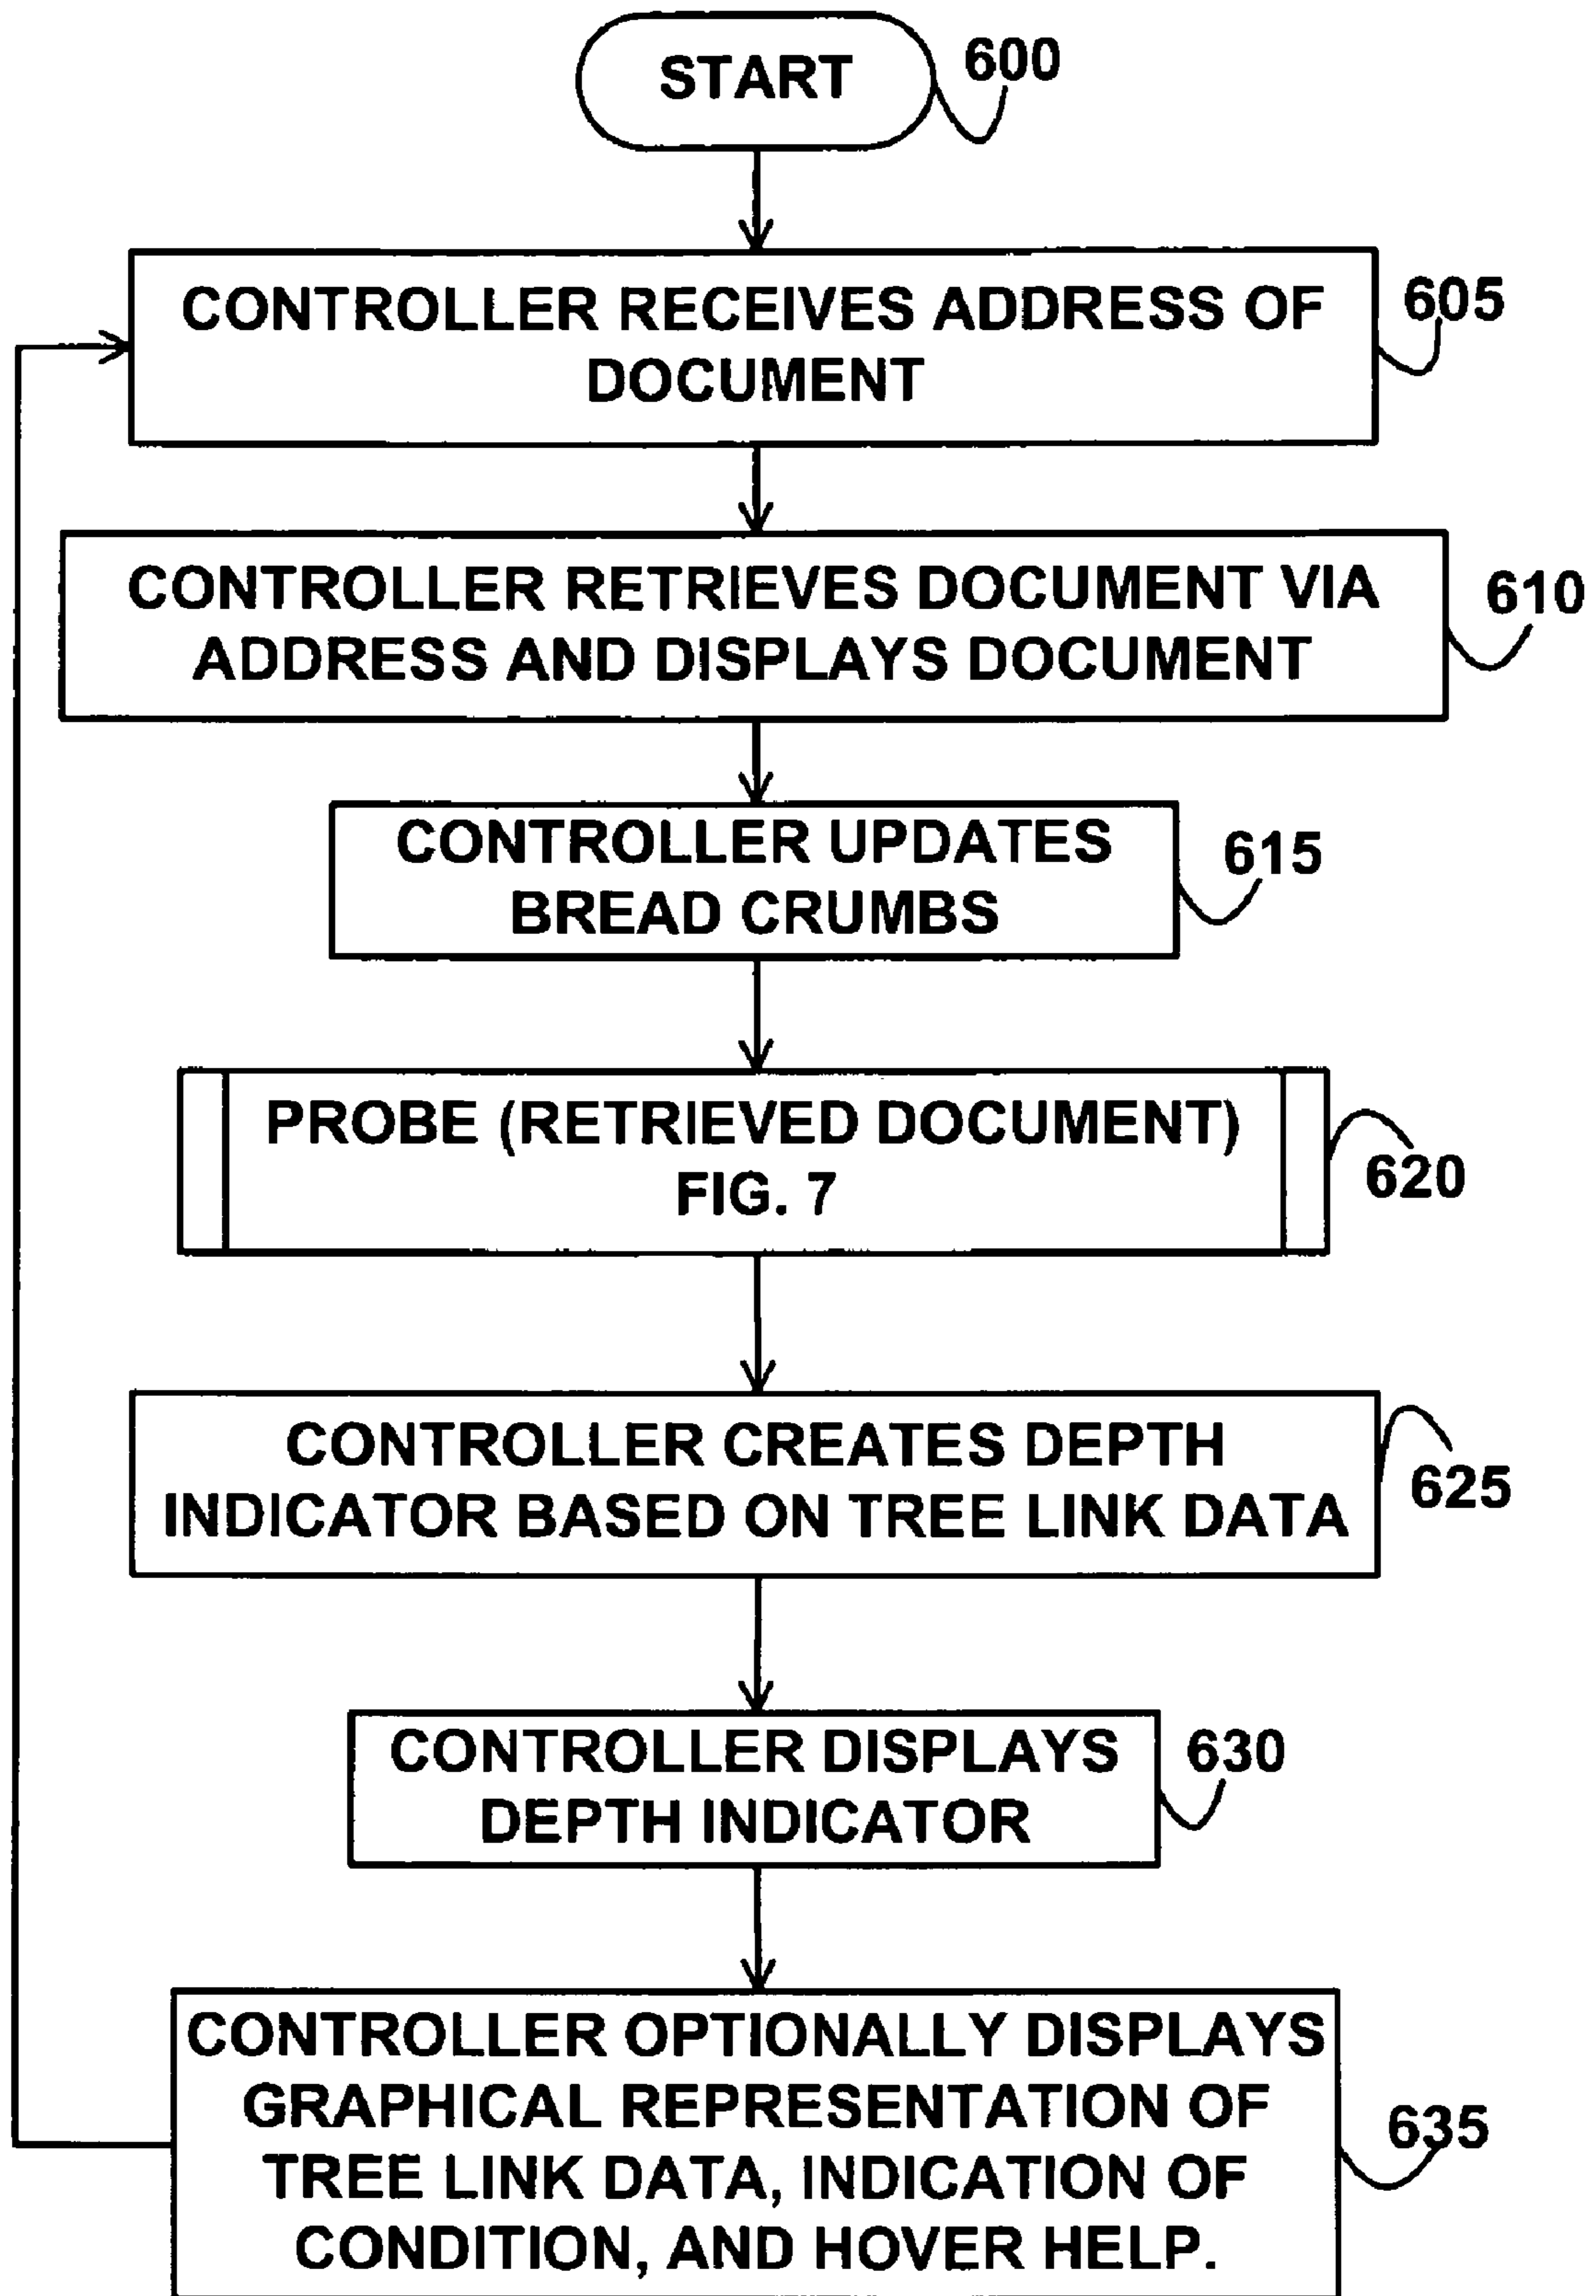 START
600
CONTROLLER RECEIVES ADDRESS OF
DOCUMENT
605
CONTROLLER RETRIEVES DOCUMENT VIA
ADDRESS AND DISPLAYS DOCUMENT
610
CONTROLLER UPDATES
BREAD CRUMBS
615
PROBE (RETRIEVED DOCUMENT)
FIG. 7
620
CONTROLLER CREATES DEPTH
INDICATOR BASED ON TREE LINK DATA
625
CONTROLLER DISPLAYS
DEPTH INDICATOR
630
CONTROLLER OPTIONALLY DISPLAYS
GRAPHICAL REPRESENTATION OF
TREE LINK DATA, INDICATION OF
CONDITION, AND HOVER HELP.
635